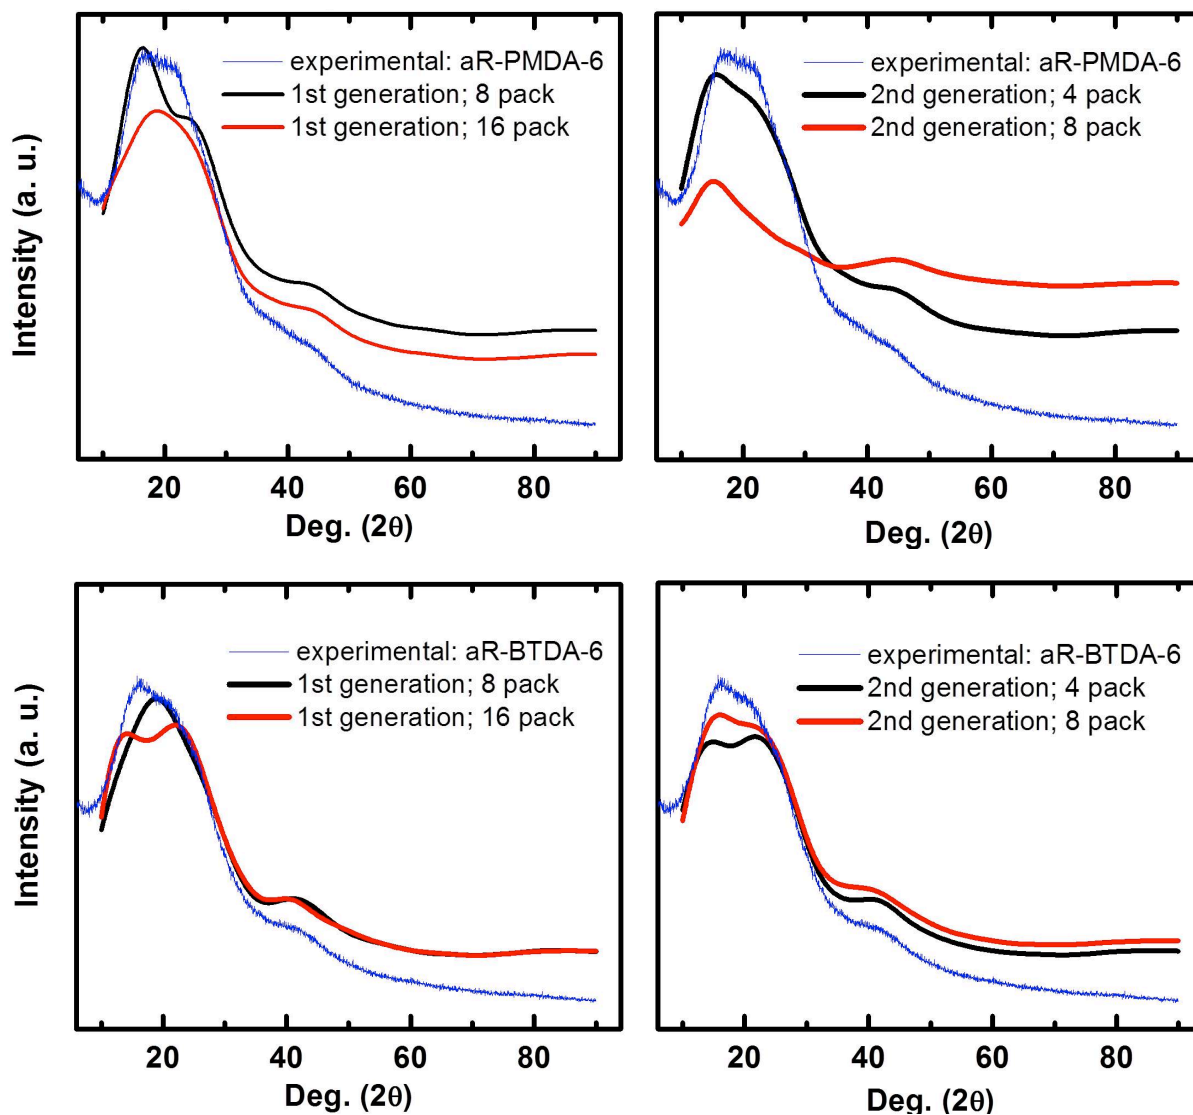 Intensity (a. u.)
experimental: aR-PMDA-6
1st generation; 8 pack
1st generation; 16 pack
20 40 60 80
Deg. (2θ)
experimental: aR-PMDA-6
2nd generation; 4 pack
2nd generation; 8 pack
20 40 60 80
Deg. (2θ)
Intensity (a. u.)
experimental: aR-BTDA-6
1st generation; 8 pack
1st generation; 16 pack
20 40 60 80
Deg. (2θ)
experimental: aR-BTDA-6
2nd generation; 4 pack
2nd generation; 8 pack
20 40 60 80
Deg. (2θ)